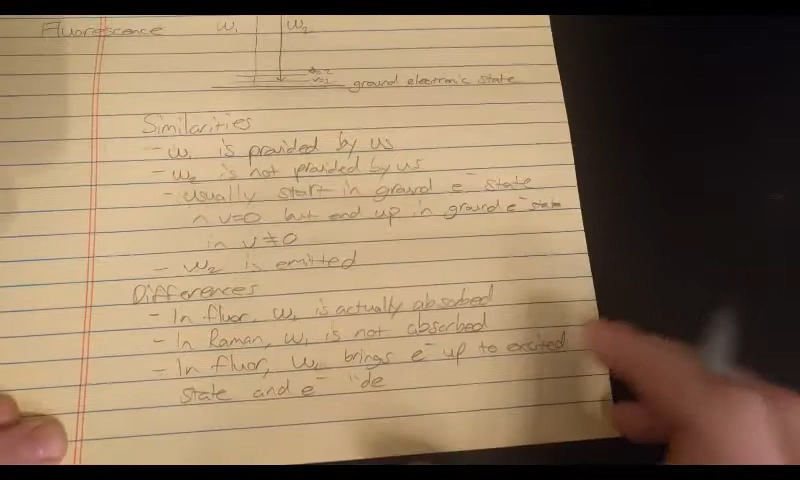 Fluorescence
ω₁ ω₂
v=2
v=1
ground electronic state
Similarities
- ω₁ is provided by us
- ω₂ is not provided by us
- usually start in ground e⁻ state
n v=0 but end up in ground e⁻ state
in v≠0
- ω₂ is emitted
Differences
- In fluor, ω₁ is actually absorbed
- In Raman, ω₁ is not absorbed
- In fluor, ω₁ brings e⁻ up to excited
state and e⁻ "de